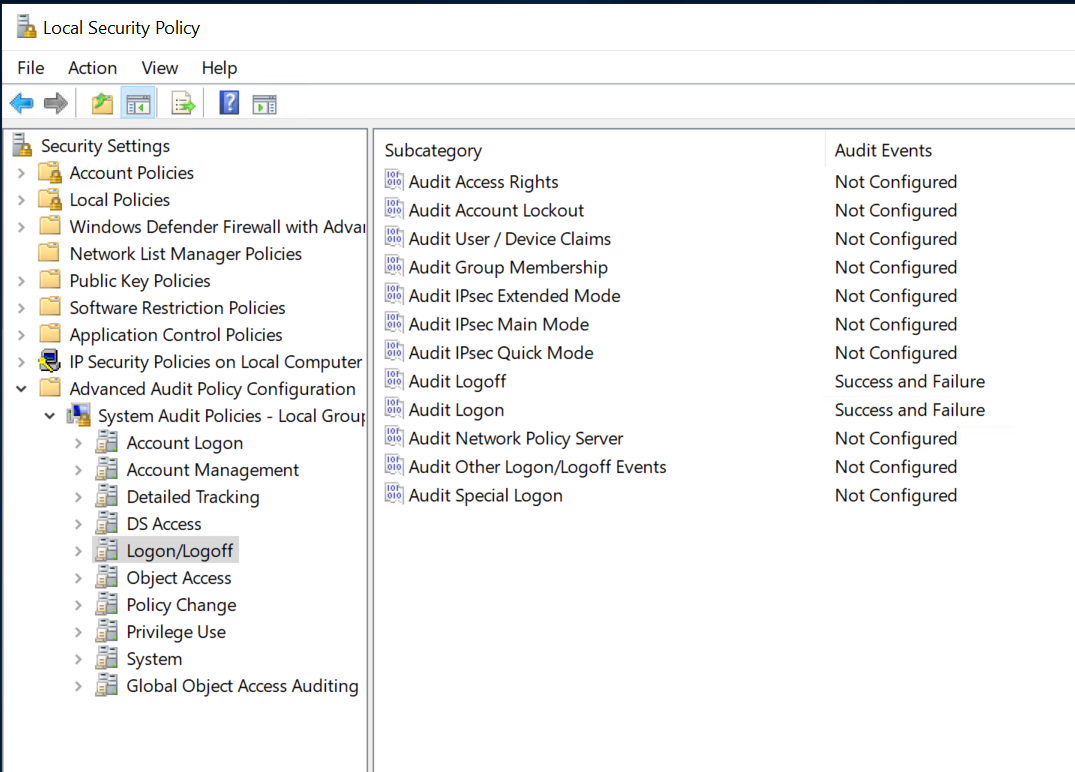 Local Security Policy
File Action View Help
Security Settings
Account Policies
Local Policies
Windows Defender Firewall with Advan
Network List Manager Policies
Public Key Policies
Software Restriction Policies
Application Control Policies
IP Security Policies on Local Computer
Advanced Audit Policy Configuration
System Audit Policies - Local Group
Account Logon
Account Management
Detailed Tracking
DS Access
Logon/Logoff
Object Access
Policy Change
Privilege Use
System
Global Object Access Auditing
Subcategory Audit Events
Audit Access Rights Not Configured
Audit Account Lockout Not Configured
Audit User / Device Claims Not Configured
Audit Group Membership Not Configured
Audit IPsec Extended Mode Not Configured
Audit IPsec Main Mode Not Configured
Audit IPsec Quick Mode Not Configured
Audit Logoff Success and Failure
Audit Logon Success and Failure
Audit Network Policy Server Not Configured
Audit Other Logon/Logoff Events Not Configured
Audit Special Logon Not Configured